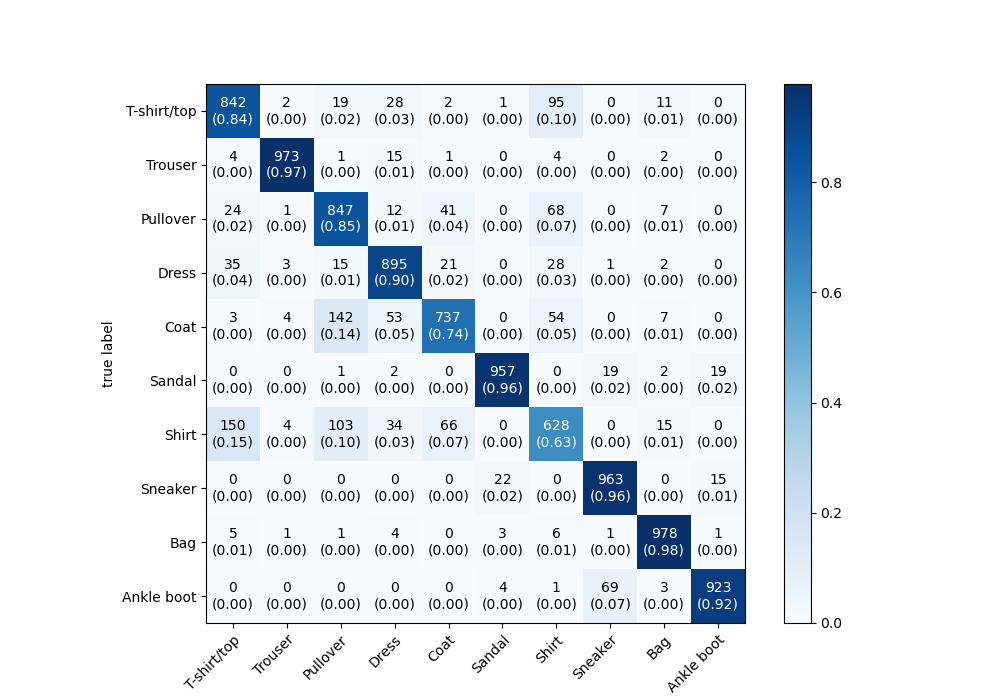 T-shirt/top 842 2 19 28 2 1 95 0 11 0
(0.84) (0.00) (0.02) (0.03) (0.00) (0.00) (0.10) (0.00) (0.01) (0.00)
Trouser 4 973 1 15 1 0 4 0 2 0
(0.00) (0.97) (0.00) (0.01) (0.00) (0.00) (0.00) (0.00) (0.00) (0.00)
Pullover 24 1 847 12 41 0 68 0 7 0
(0.02) (0.00) (0.85) (0.01) (0.04) (0.00) (0.07) (0.00) (0.01) (0.00)
Dress 35 3 15 895 21 0 28 1 2 0
(0.04) (0.00) (0.01) (0.90) (0.02) (0.00) (0.03) (0.00) (0.00) (0.00)
Coat 3 4 142 53 737 0 54 0 7 0
(0.00) (0.00) (0.14) (0.05) (0.74) (0.00) (0.05) (0.00) (0.01) (0.00)
Sandal 0 0 1 2 0 957 0 19 2 19
(0.00) (0.00) (0.00) (0.00) (0.00) (0.96) (0.00) (0.02) (0.00) (0.02)
Shirt 150 4 103 34 66 0 628 0 15 0
(0.15) (0.00) (0.10) (0.03) (0.07) (0.00) (0.63) (0.00) (0.01) (0.00)
Sneaker 0 0 0 0 0 22 0 963 0 15
(0.00) (0.00) (0.00) (0.00) (0.00) (0.02) (0.00) (0.96) (0.00) (0.01)
Bag 5 1 1 4 0 3 6 1 978 1
(0.01) (0.00) (0.00) (0.00) (0.00) (0.00) (0.01) (0.00) (0.98) (0.00)
Ankle boot 0 0 0 0 0 4 1 69 3 923
(0.00) (0.00) (0.00) (0.00) (0.00) (0.00) (0.00) (0.07) (0.00) (0.92)
true label
T-shirt/top Trouser Pullover Dress Coat Sandal Shirt Sneaker Bag Ankle boot
0.8
0.6
0.4
0.2
0.0